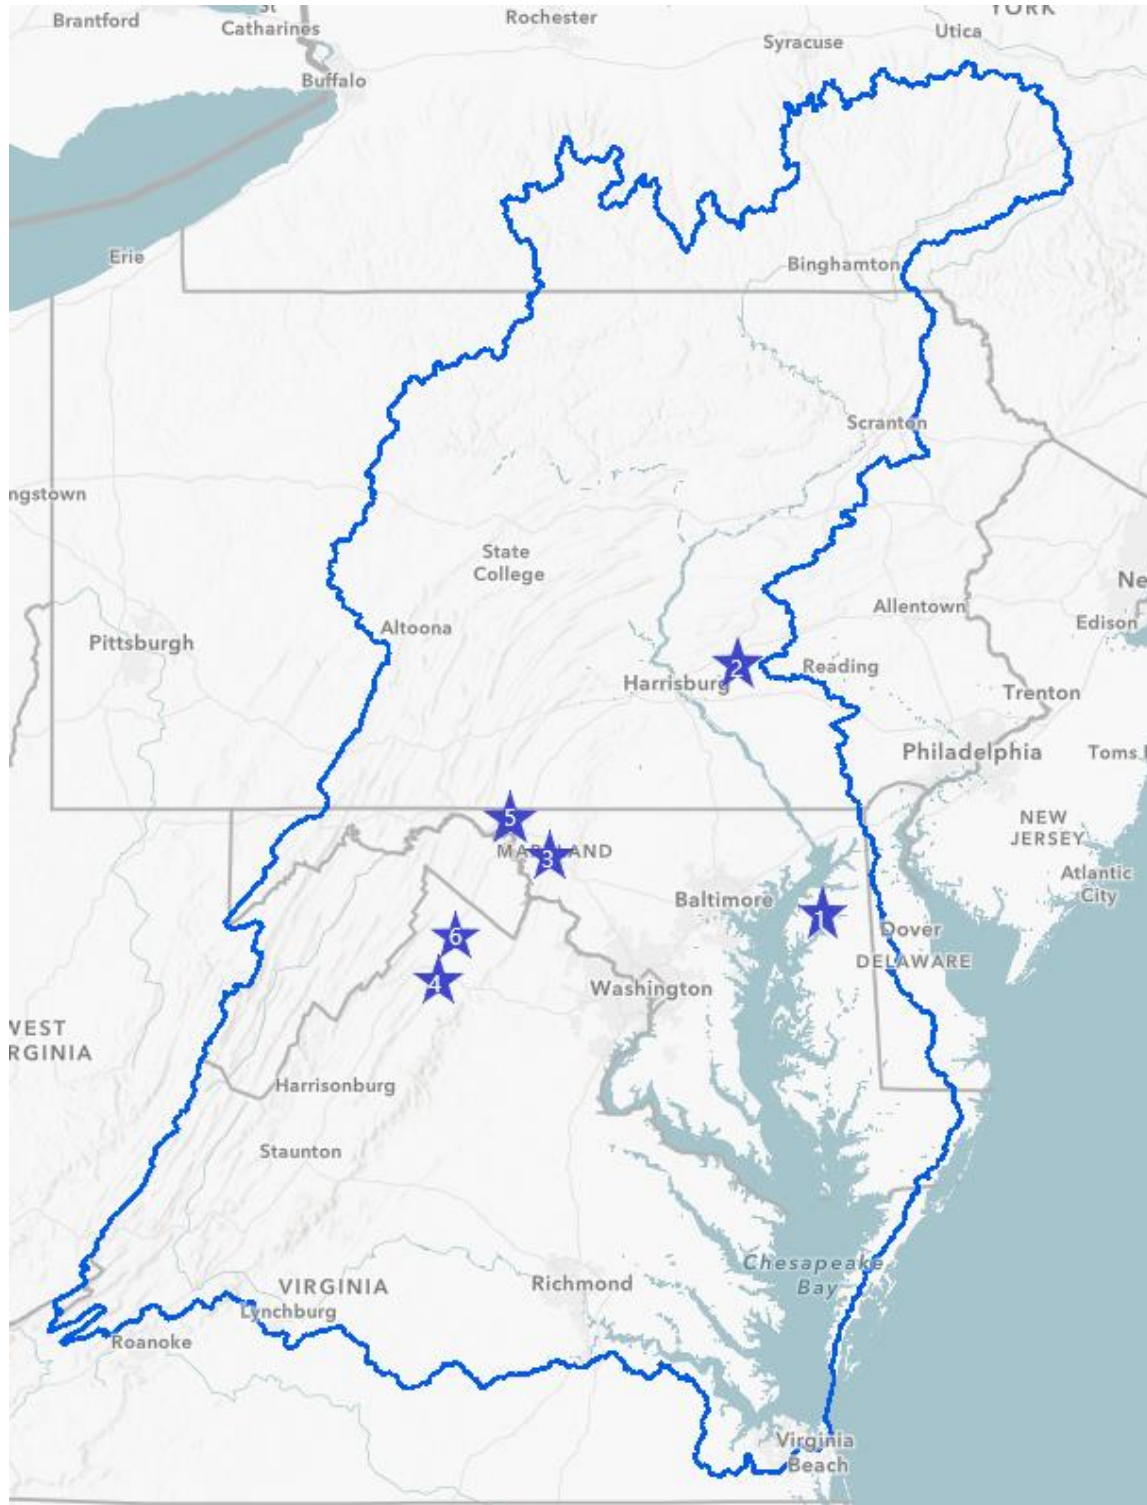 YORK
St
Catharines
Brantford
Rochester
Utica
Syracuse
Buffalo
Erie
Binghamton
Scranton
ngstown
State
College
Ne
Allentown
Edison
Altoona
Pittsburgh
2
Reading
Harrisburg
Trenton
Philadelphia
Toms
5
NEW
JERSEY
MARYLAND
3
Atlantic
City
Baltimore
1
6
Dover
DELAWARE
4
Washington
WEST
RGINIA
Harrisonburg
Staunton
Chesapeake
Bay
VIRGINIA
Richmond
Lynchburg
Roanoke
Virginia
Beach